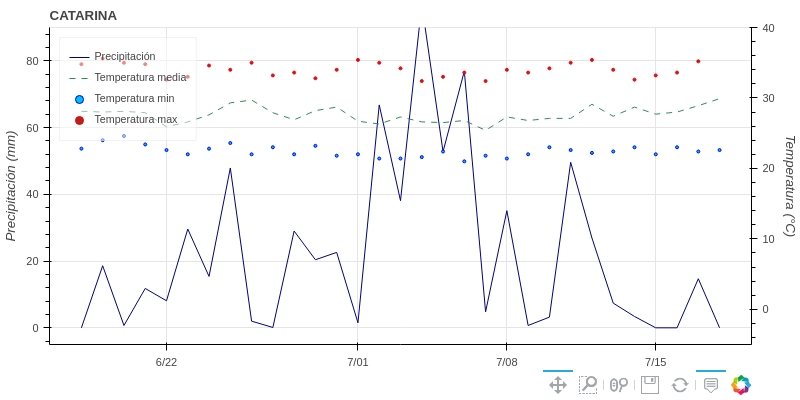 CATARINA
Precipitación
Temperatura media
Temperatura min
Temperatura max
Precipitación (mm)
80
60
40
20
0
Temperatura (°C)
40
30
20
10
0
6/22
7/01
7/08
7/15